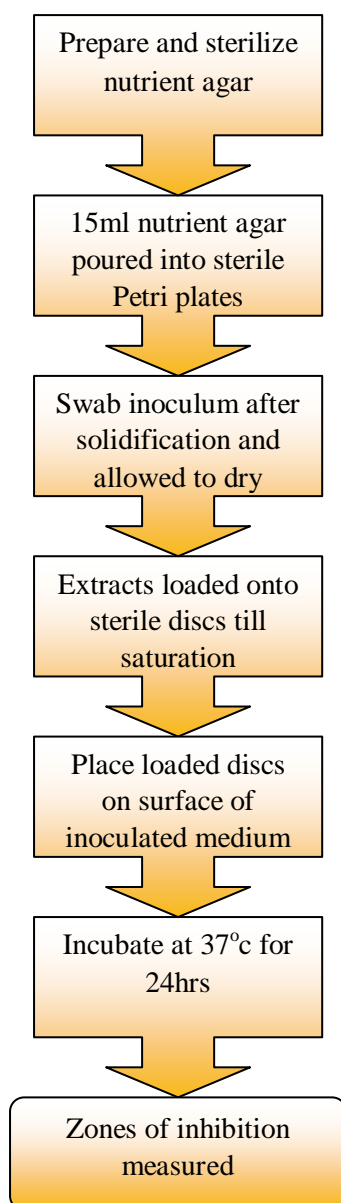 Prepare and sterilize
nutrient agar
15ml nutrient agar
poured into sterile
Petri plates
Swab inoculum after
solidification and
allowed to dry
Extracts loaded onto
sterile discs till
saturation
Place loaded discs
on surface of
inoculated medium
Incubate at 37°c for
24hrs
Zones of inhibition
measured